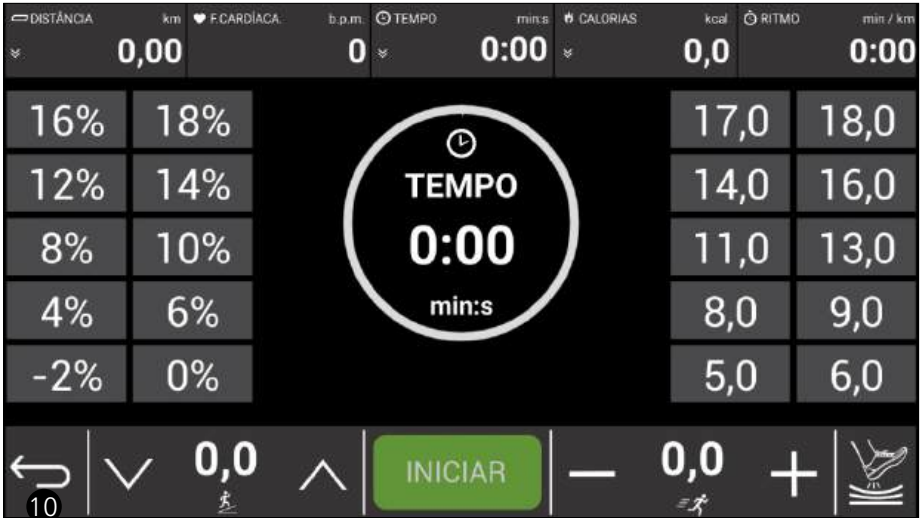 DISTÂNCIA km F.CARDÍACA. b.p.m. TEMPO min:s CALORIAS kcal RITMO min / km
0,00 0 0:00 0,0 0:00
16% 18% 17,0 18,0
12% 14% 14,0 16,0
8% 10% 11,0 13,0
4% 6% 8,0 9,0
-2% 0% 5,0 6,0
TEMPO
0:00
min:s
0,0 INICIAR 0,0
10